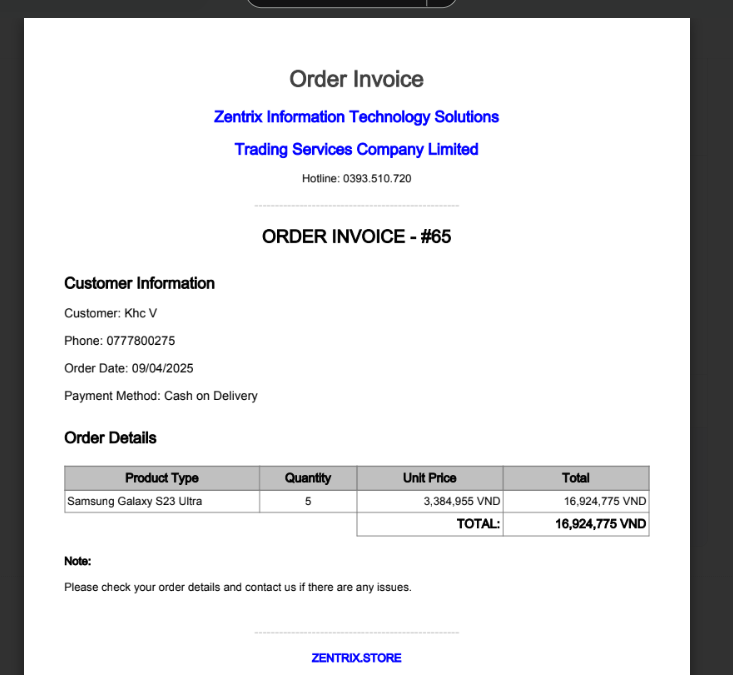 Order Invoice
Zentrix Information Technology Solutions
Trading Services Company Limited
Hotline: 0393.510.720
ORDER INVOICE - #65
Customer Information
Customer: Khc V
Phone: 0777800275
Order Date: 09/04/2025
Payment Method: Cash on Delivery
Order Details
Product Type Quantity Unit Price Total
Samsung Galaxy S23 Ultra 5 3,384,955 VND 16,924,775 VND
TOTAL: 16,924,775 VND
Note:
Please check your order details and contact us if there are any issues.
ZENTRIX.STORE